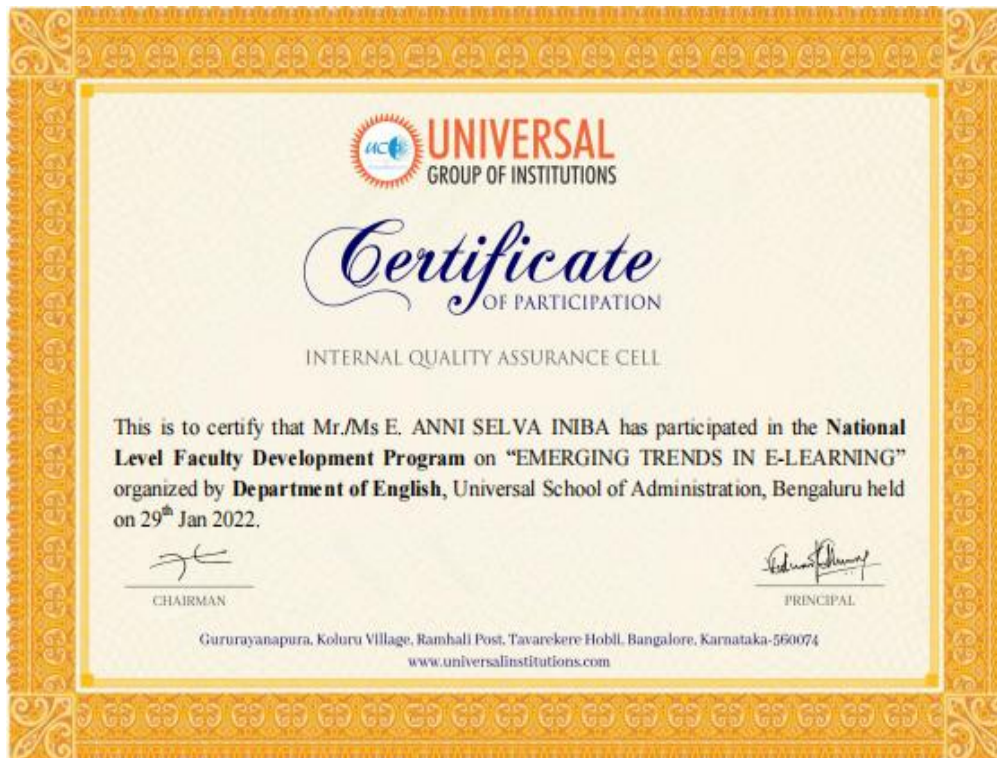 UC
UNIVERSAL
GROUP OF INSTITUTIONS
Certificate
OF PARTICIPATION
INTERNAL QUALITY ASSURANCE CELL
This is to certify that Mr./Ms E. ANNI SELVA INIBA has participated in the National
Level Faculty Development Program on “EMERGING TRENDS IN E-LEARNING”
organized by Department of English, Universal School of Administration, Bengaluru held
on 29th Jan 2022.
CHAIRMAN
PRINCIPAL
Gururayanapura, Koluru Village, Ramhali Post, Tavarekere Hobli, Bangalore, Karnataka-560074
www.universalinstitutions.com